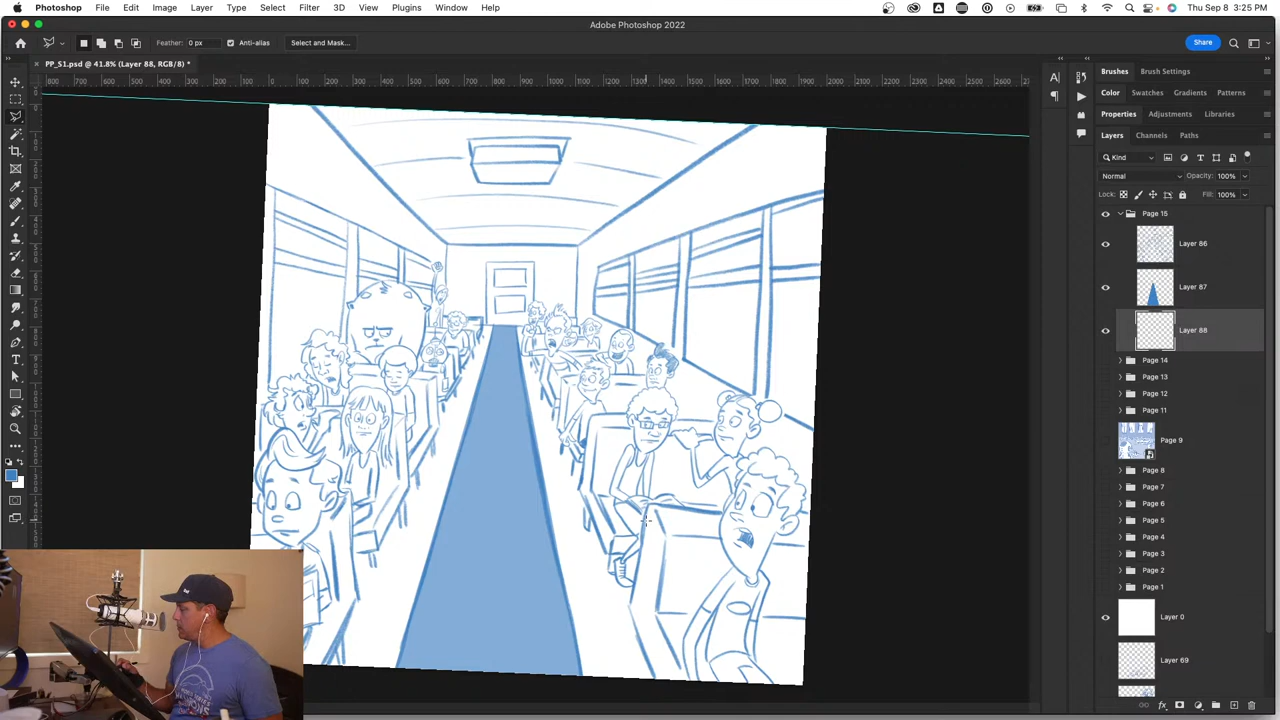 Photoshop File Edit Image Layer Type Select Filter 3D View Plugins Window Help
Thu Sep 8 3:25 PM
Adobe Photoshop 2022
Feather: 0 px Anti-alias Select and Mask... Share
PP_S1.psd @ 41.8% (Layer 88, RGB/8) *
Brushes Brush Settings
Color Swatches Gradients Patterns
Properties Adjustments Libraries
Layers Channels Paths
Kind
Normal Opacity: 100%
Lock: Fill: 100%
Page 15
Layer 86
Layer 87
Layer 88
Page 14
Page 13
Page 12
Page 11
Page 9
Page 8
Page 7
Page 6
Page 5
Page 4
Page 3
Page 2
Page 1
Layer 0
Layer 69